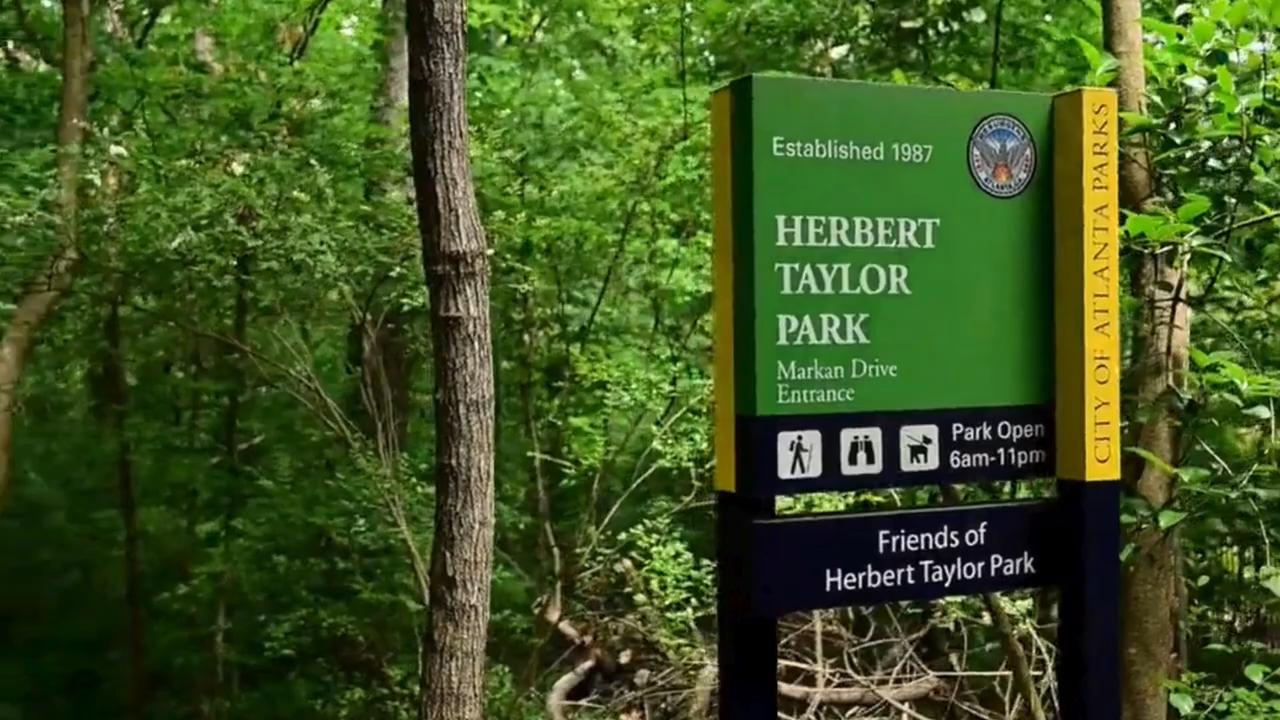 Established 1987
HERBERT
TAYLOR
PARK
Markan Drive
Entrance
Park Open
6am-11pm
Friends of
Herbert Taylor Park
CITY OF ATLANTA PARKS